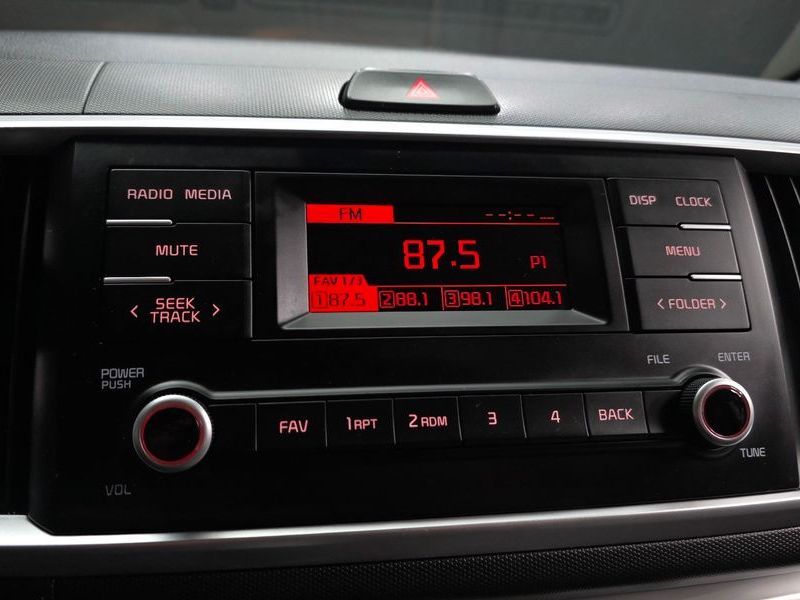 RADIO MEDIA
MUTE
< SEEK >
TRACK
FM --:--
87.5 P1
FAV 1/3
1 87.5 2 88.1 3 98.1 4 104.1
DISP CLOCK
MENU
< FOLDER >
POWER
PUSH
VOL
FAV 1 RPT 2 RDM 3 4 BACK
FILE ENTER
TUNE